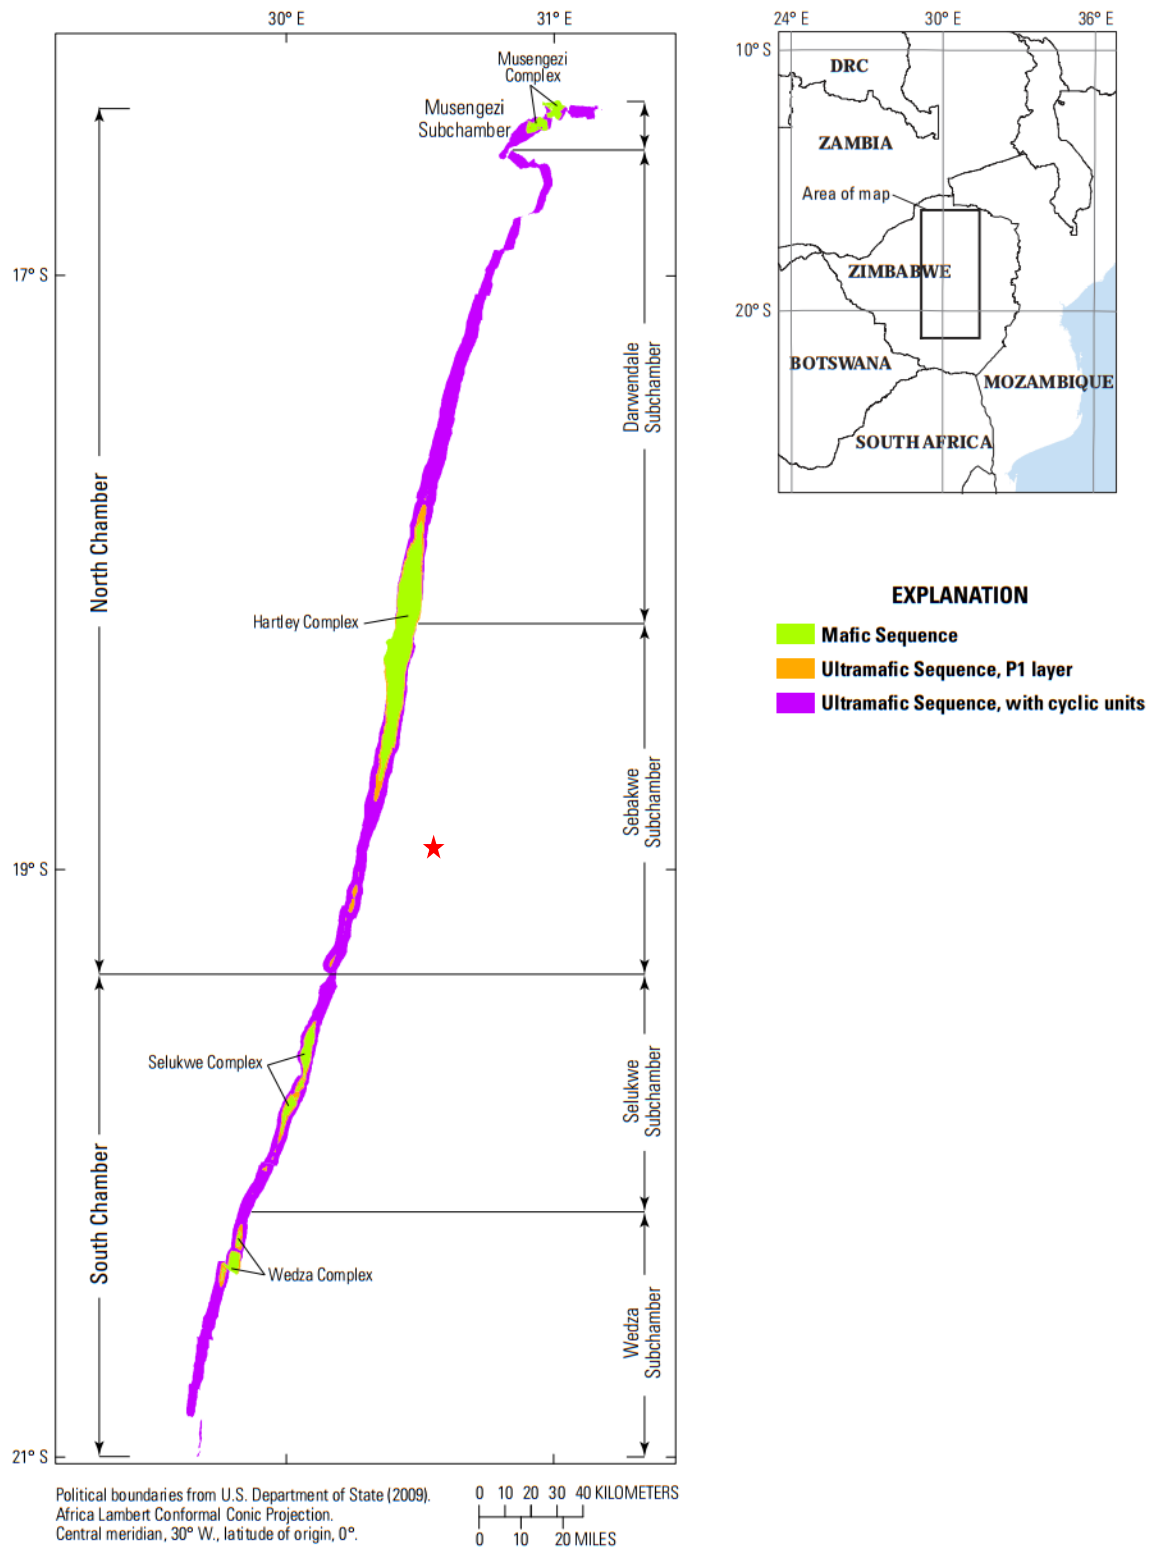 30° E
31° E
17° S
19° S
21° S
Musengezi
Complex
Musengezi
Subchamber
Darwendale
Subchamber
North Chamber
Hartley Complex
Sebakwe
Subchamber
Selukwe Complex
Selukwe
Subchamber
South Chamber
Wedza Complex
Wedza
Subchamber
Political boundaries from U.S. Department of State (2009).
Africa Lambert Conformal Conic Projection.
Central meridian, 30° W., latitude of origin, 0°.
0 10 20 30 40 KILOMETERS
0 10 20 MILES
24° E
30° E
36° E
10° S
20° S
DRC
ZAMBIA
Area of map
ZIMBABWE
BOTSWANA
MOZAMBIQUE
SOUTH AFRICA
EXPLANATION
Mafic Sequence
Ultramafic Sequence, P1 layer
Ultramafic Sequence, with cyclic units